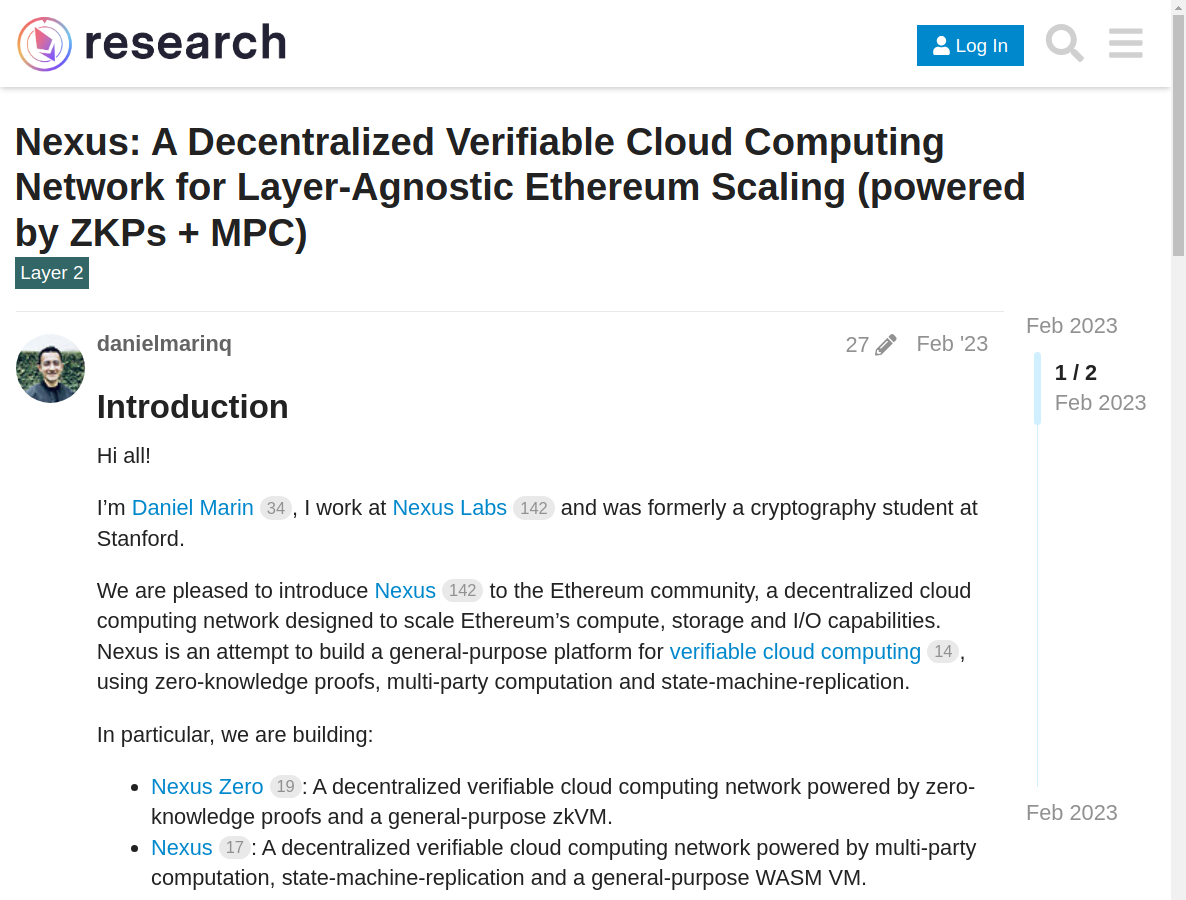 research
Log In
Nexus: A Decentralized Verifiable Cloud Computing
Network for Layer-Agnostic Ethereum Scaling (powered
by ZKPs + MPC)
Layer 2
danielmarinq
27
Feb '23
Introduction
Hi all!
I’m Daniel Marin 34, I work at Nexus Labs 142 and was formerly a cryptography student at
Stanford.
We are pleased to introduce Nexus 142 to the Ethereum community, a decentralized cloud
computing network designed to scale Ethereum’s compute, storage and I/O capabilities.
Nexus is an attempt to build a general-purpose platform for verifiable cloud computing 14,
using zero-knowledge proofs, multi-party computation and state-machine-replication.
In particular, we are building:
• Nexus Zero 19: A decentralized verifiable cloud computing network powered by zero-
knowledge proofs and a general-purpose zkVM.
• Nexus 17: A decentralized verifiable cloud computing network powered by multi-party
computation, state-machine-replication and a general-purpose WASM VM.
Feb 2023
1 / 2
Feb 2023
Feb 2023